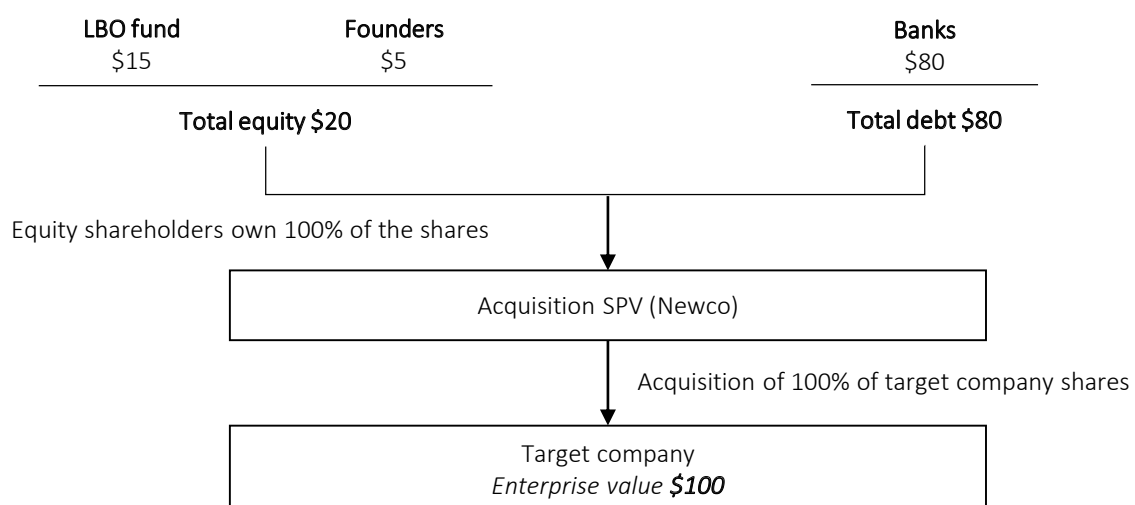 LBO fund
$15
Founders
$5
Banks
$80
Total equity $20
Total debt $80
Equity shareholders own 100% of the shares
Acquisition SPV (Newco)
Acquisition of 100% of target company shares
Target company
Enterprise value $100